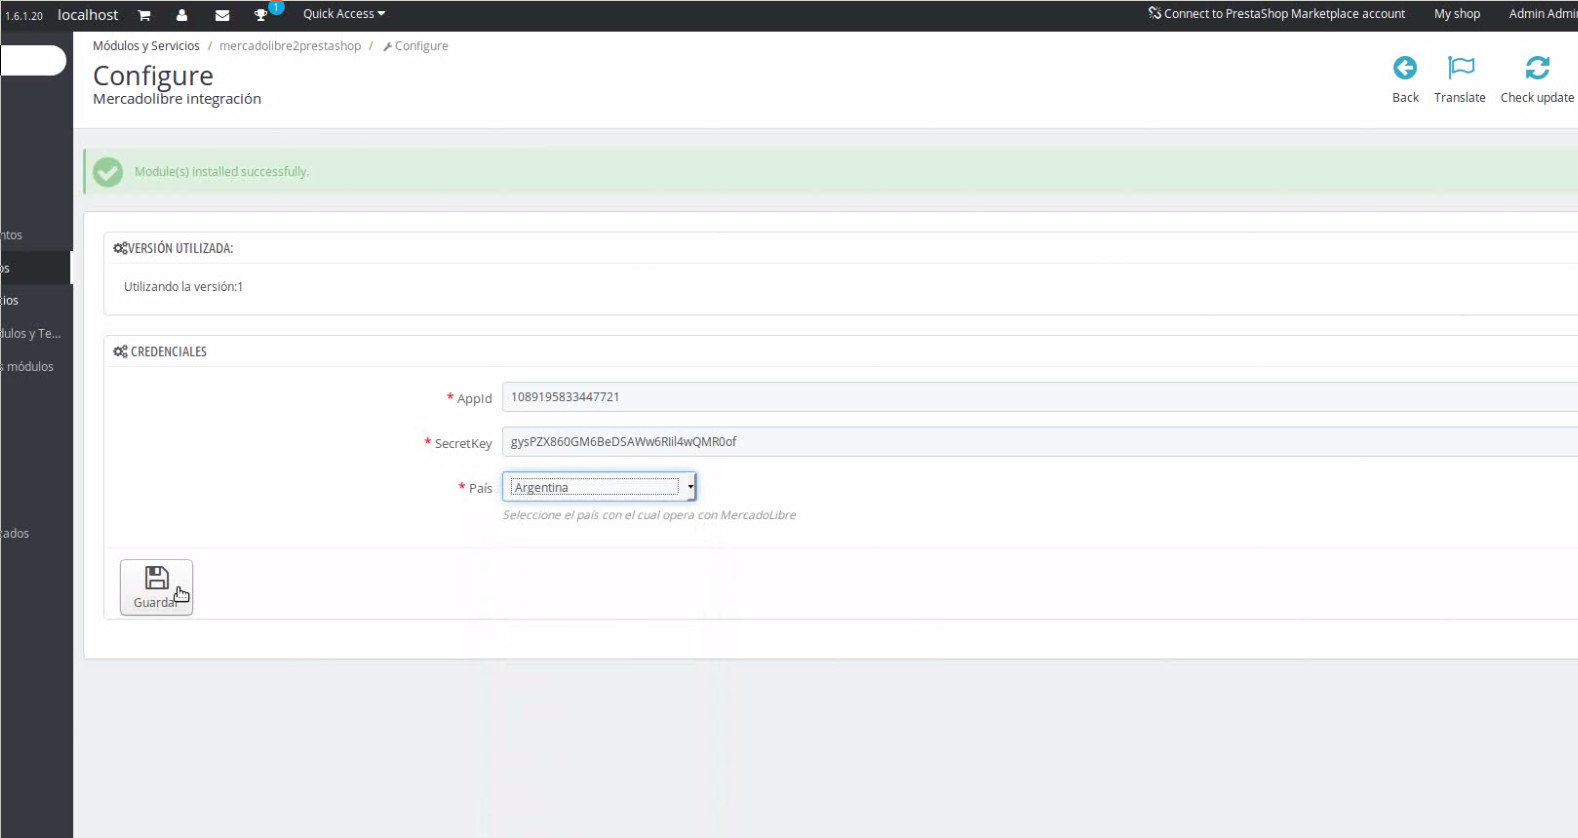 1.6.1.20 localhost 1 Quick Access Connect to PrestaShop Marketplace account My shop Admin Admi
Módulos y Servicios / mercadolibre2prestashop / Configure
Configure
Mercadolibre integración
Back Translate Check update
Module(s) installed successfully.
ntos
os
cios
dulos y Te...
s módulos
zados
VERSIÓN UTILIZADA:
Utilizando la versión:1
CREDENCIALES
* AppId 1089195833447721
* SecretKey gysPZX860GM6BeDSAWw6RIil4wQMR0of
* País Argentina
Seleccione el país con el cual opera con MercadoLibre
Guardar